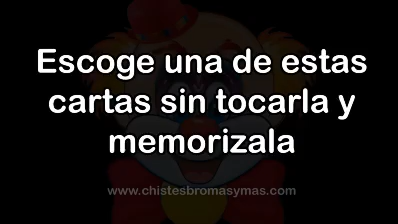 Escoge una de estas
cartas sin tocarla y
memorizala
www.chistesbromasymas.com